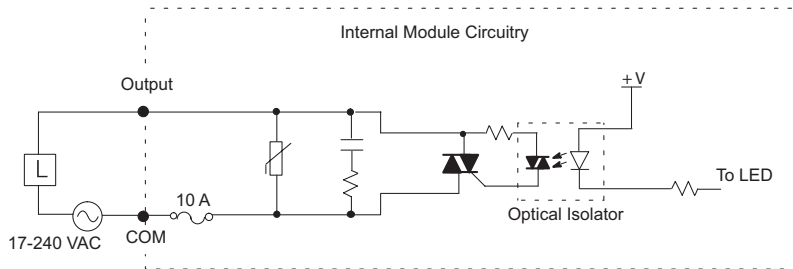 Internal Module Circuitry
Output
+V
L
10 A
To LED
Optical Isolator
COM
17-240 VAC